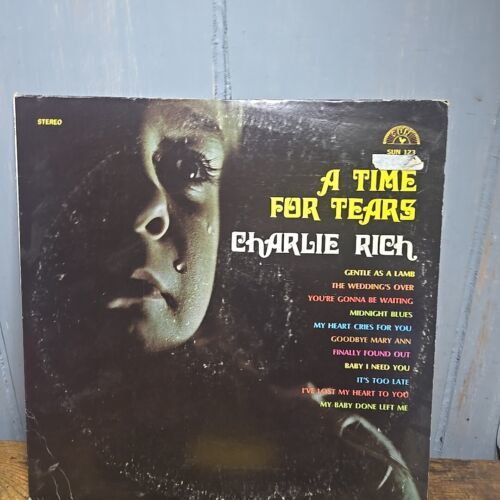 STEREO
SUN
SUN 123
A TIME
FOR TEARS
CHARLIE RICH
GENTLE AS A LAMB
THE WEDDING'S OVER
YOU'RE GONNA BE WAITING
MIDNIGHT BLUES
MY HEART CRIES FOR YOU
GOODBYE MARY ANN
FINALLY FOUND OUT
BABY I NEED YOU
IT'S TOO LATE
I'VE LOST MY HEART TO YOU
MY BABY DONE LEFT ME